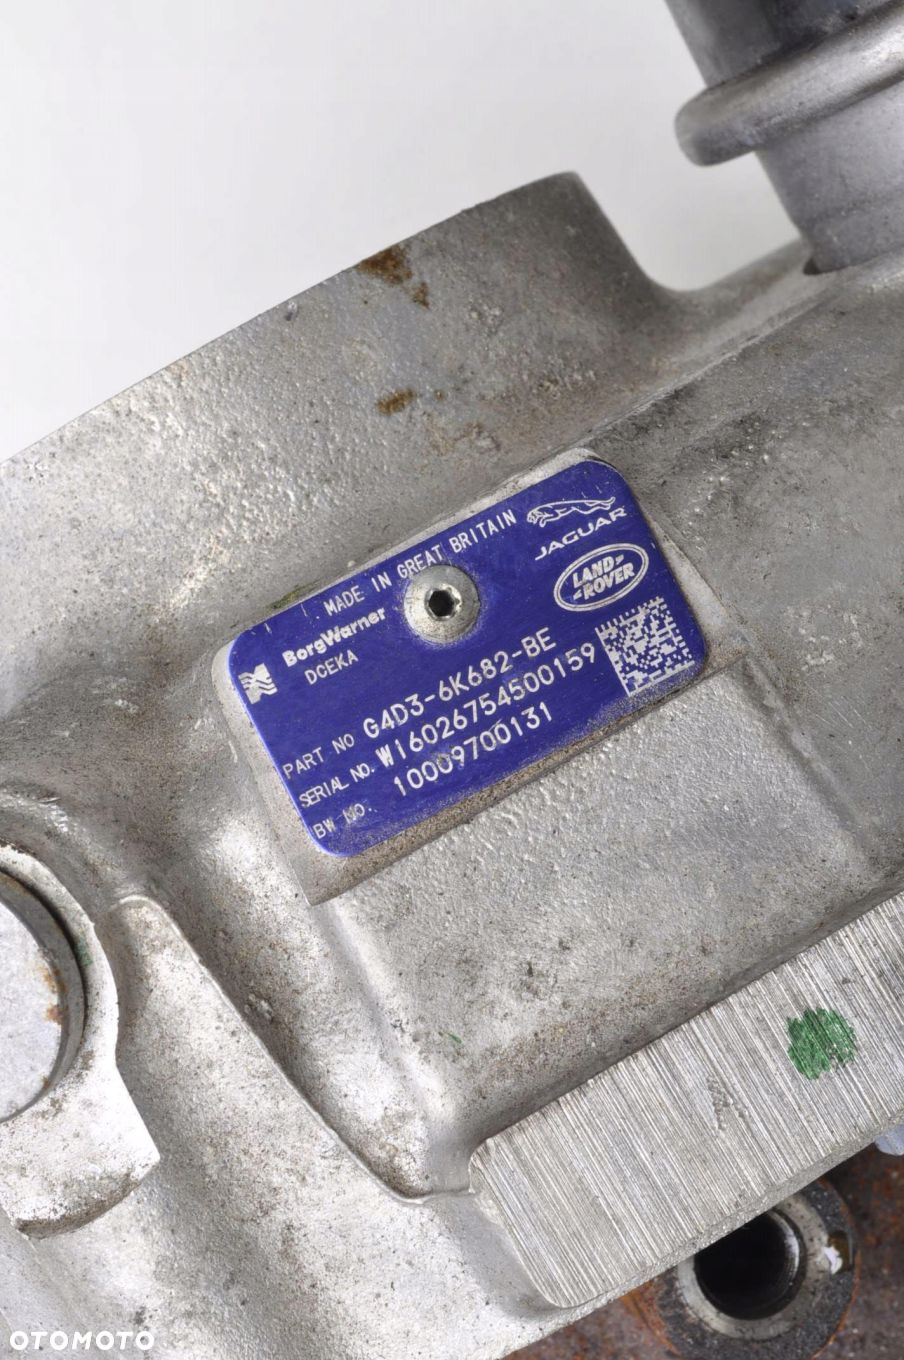 MADE IN GREAT BRITAIN
JAGUAR
BorgWarner
DCEKA
LAND-
-ROVER
PART NO G4D3-6K682-BE
SERIAL NO. W16026754500159
BW NO. 10009700131
OTOMOTO